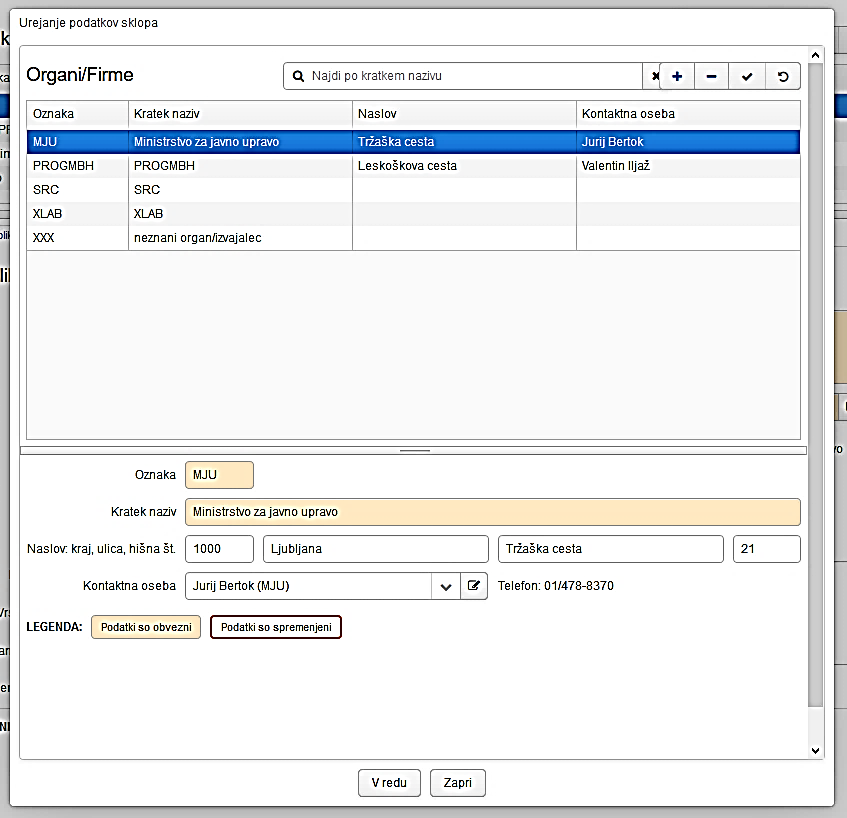 Urejanje podatkov sklopa
Organi/Firme
Najdi po kratkem nazivu
Oznaka Kratek naziv Naslov Kontaktna oseba
MJU Ministrstvo za javno upravo Tržaška cesta Jurij Bertok
PROGMBH PROGMBH Leskoškova cesta Valentin Iljaž
SRC SRC
XLAB XLAB
XXX neznani organ/izvajalec
Oznaka MJU
Kratek naziv Ministrstvo za javno upravo
Naslov: kraj, ulica, hišna št. 1000 Ljubljana Tržaška cesta 21
Kontaktna oseba Jurij Bertok (MJU) Telefon: 01/478-8370
LEGENDA: Podatki so obvezni Podatki so spremenjeni
V redu Zapri